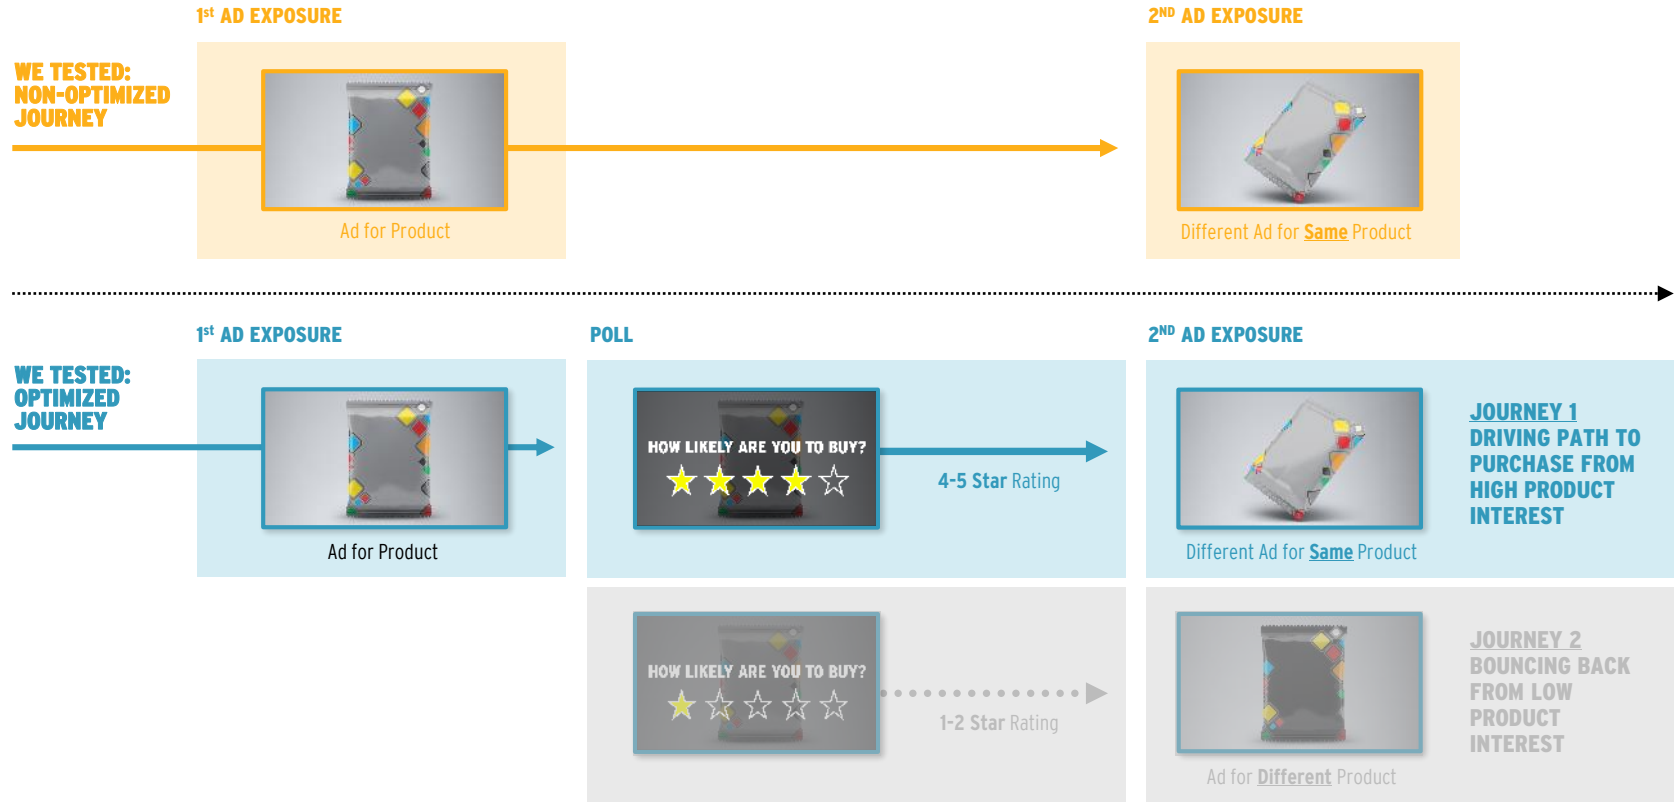 1st AD EXPOSURE
2ND AD EXPOSURE
WE TESTED:
NON-OPTIMIZED
JOURNEY
Ad for Product
Different Ad for Same Product
1st AD EXPOSURE
POLL
2ND AD EXPOSURE
WE TESTED:
OPTIMIZED
JOURNEY
Ad for Product
HOW LIKELY ARE YOU TO BUY?
4-5 Star Rating
Different Ad for Same Product
JOURNEY 1
DRIVING PATH TO
PURCHASE FROM
HIGH PRODUCT
INTEREST
HOW LIKELY ARE YOU TO BUY?
1-2 Star Rating
Ad for Different Product
JOURNEY 2
BOUNCING BACK
FROM LOW
PRODUCT
INTEREST